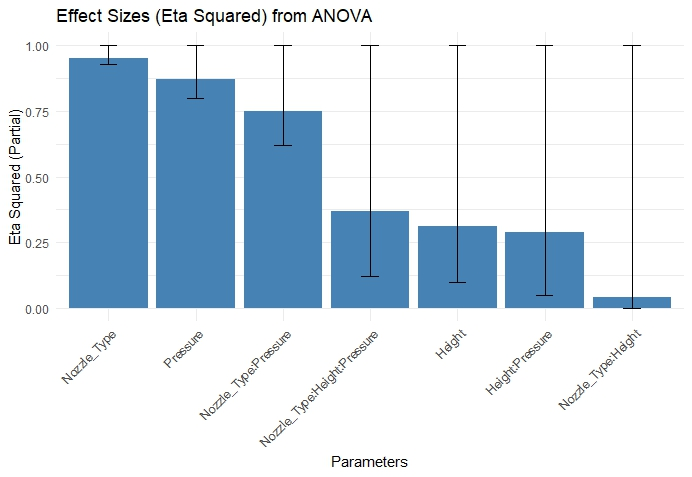 Effect Sizes (Eta Squared) from ANOVA
Eta Squared (Partial)
1.00
0.75
0.50
0.25
0.00
Nozzle_Type
Pressure
Nozzle_Type:Pressure
Nozzle_Type:Height:Pressure
Height
Height:Pressure
Nozzle_Type:Height
Parameters